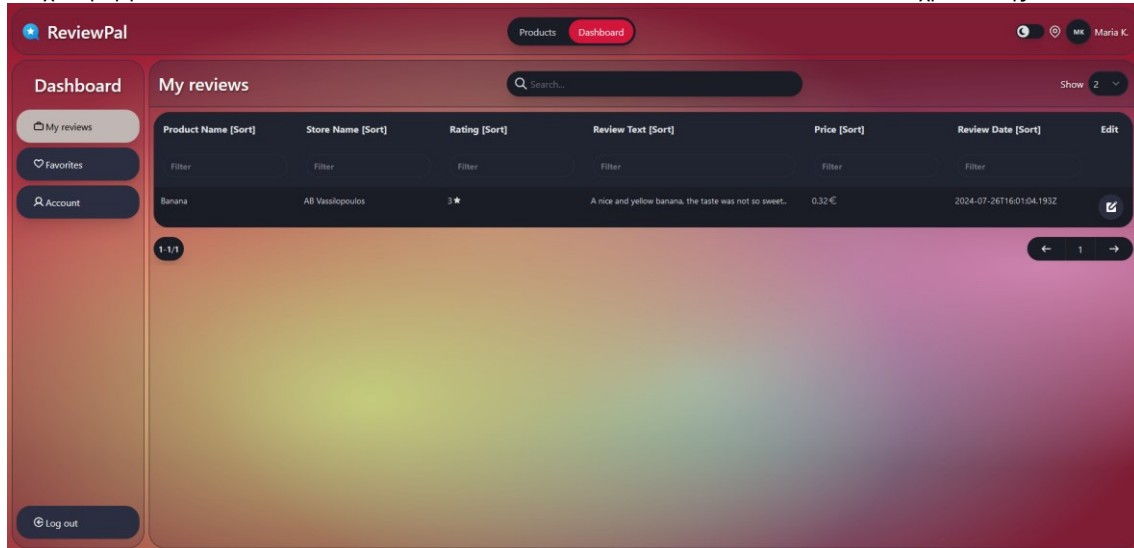 ReviewPal
Products Dashboard
MK Maria K.
Dashboard
My reviews
Favorites
Account
Log out
My reviews
Search...
Show 2
Product Name [Sort] Store Name [Sort] Rating [Sort] Review Text [Sort] Price [Sort] Review Date [Sort] Edit
Filter Filter Filter Filter Filter Filter
Banana AB Vassilopoulos 3★ A nice and yellow banana. the taste was not so sweet.. 0.32€ 2024-07-26T16:01:04.193Z
1-1/1
← 1 →